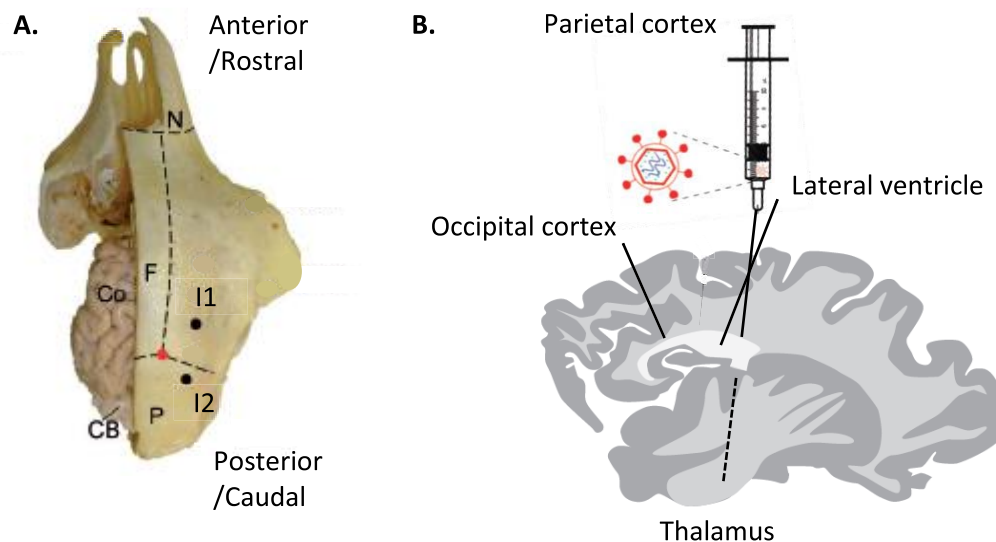 A.
Anterior
/Rostral
N
F
Co
I1
I2
P
CB
Posterior
/Caudal
B.
Parietal cortex
Lateral ventricle
Occipital cortex
Thalamus